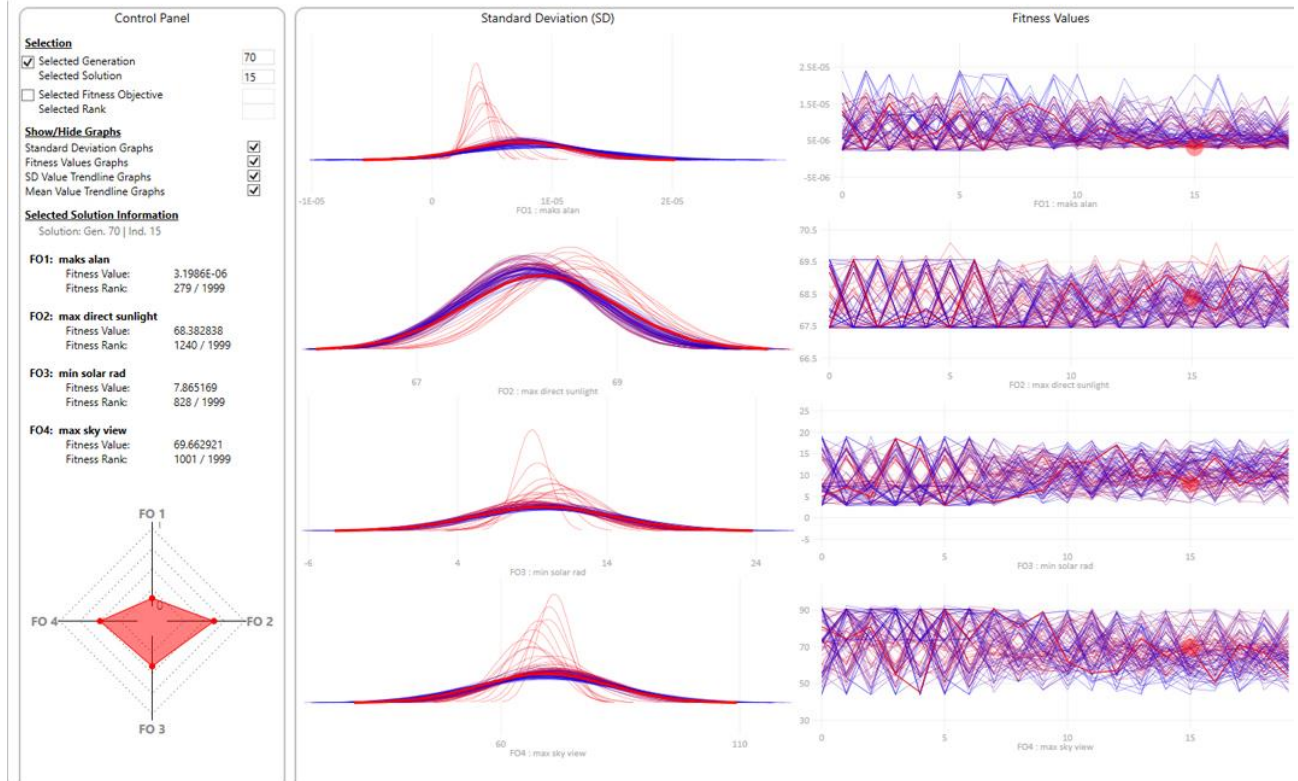 Control Panel
Selection
Selected Generation 70
Selected Solution 15
Selected Fitness Objective
Selected Rank
Show/Hide Graphs
Standard Deviation Graphs
Fitness Values Graphs
SD Value Trendline Graphs
Mean Value Trendline Graphs
Selected Solution Information
Solution: Gen. 70 | Ind. 15
FO1: maks alan
Fitness Value: 3.1986E-06
Fitness Rank: 279 / 1999
FO2: max direct sunlight
Fitness Value: 68.382838
Fitness Rank: 1240 / 1999
FO3: min solar rad
Fitness Value: 7.865169
Fitness Rank: 828 / 1999
FO4: max sky view
Fitness Value: 69.662921
Fitness Rank: 1001 / 1999
FO 1
1
0
FO 4
FO 2
FO 3
Standard Deviation (SD)
-1E-05 0 1E-05 2E-05
FO1 : maks alan
67 69
FO2 : max direct sunlight
-6 4 14 24
FO3 : min solar rad
60 110
FO4 : max sky view
Fitness Values
2.5E-05
1.5E-05
5E-06
-5E-06
0 5 10 15
FO1 : maks alan
70.5
69.5
68.5
67.5
66.5
0 5 10 15
FO2 : max direct sunlight
25
20
15
10
5
0
-5
0 5 10 15
FO3 : min solar rad
90
70
50
30
0 5 10 15
FO4 : max sky view